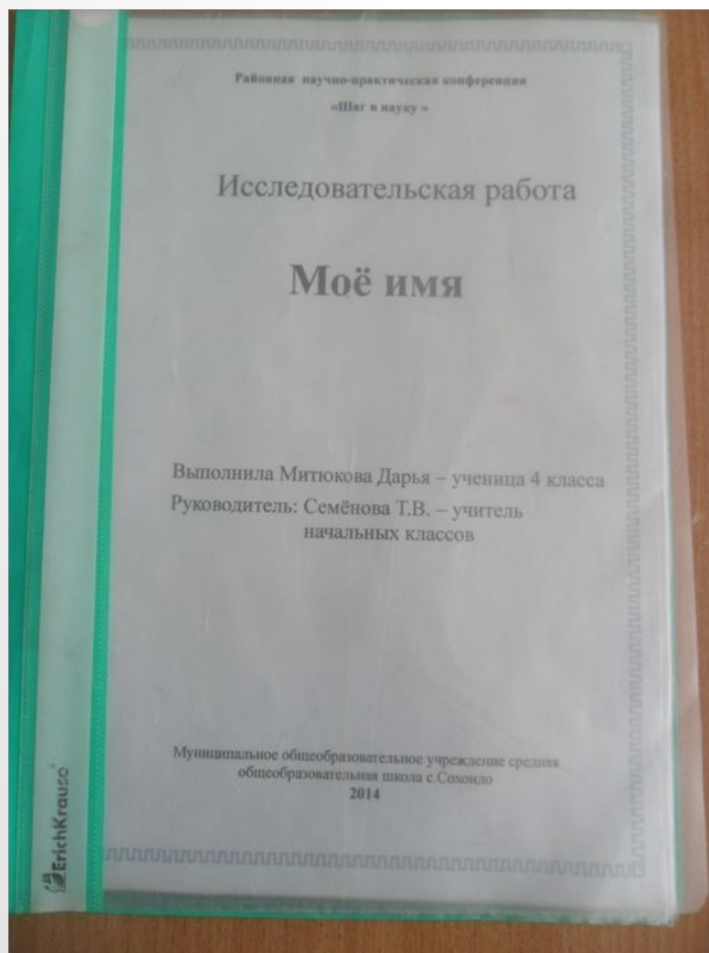 Районная научно-практическая конференция
«Шаг в науку »
Исследовательская работа
Моё имя
Выполнила Митюкова Дарья – ученица 4 класса
Руководитель: Семёнова Т.В. – учитель
начальных классов
Муниципальное общеобразовательное учреждение средняя
общеобразовательная школа с.Сохондо
2014
ErichKrause®